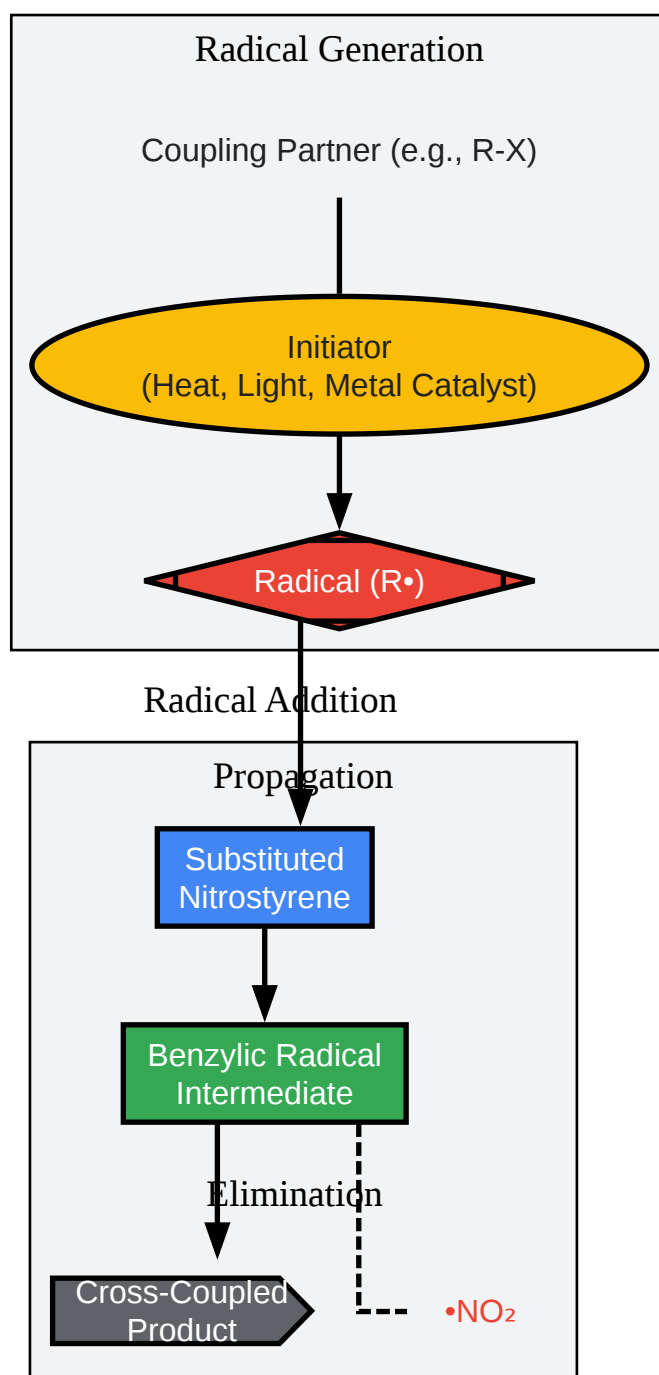 Radical Generation
Coupling Partner (e.g., R-X)
Initiator
(Heat, Light, Metal Catalyst)
Radical (R•)
Radical Addition
Propagation
Substituted
Nitrostyrene
Benzylic Radical
Intermediate
Elimination
Cross-Coupled
Product
•NO₂